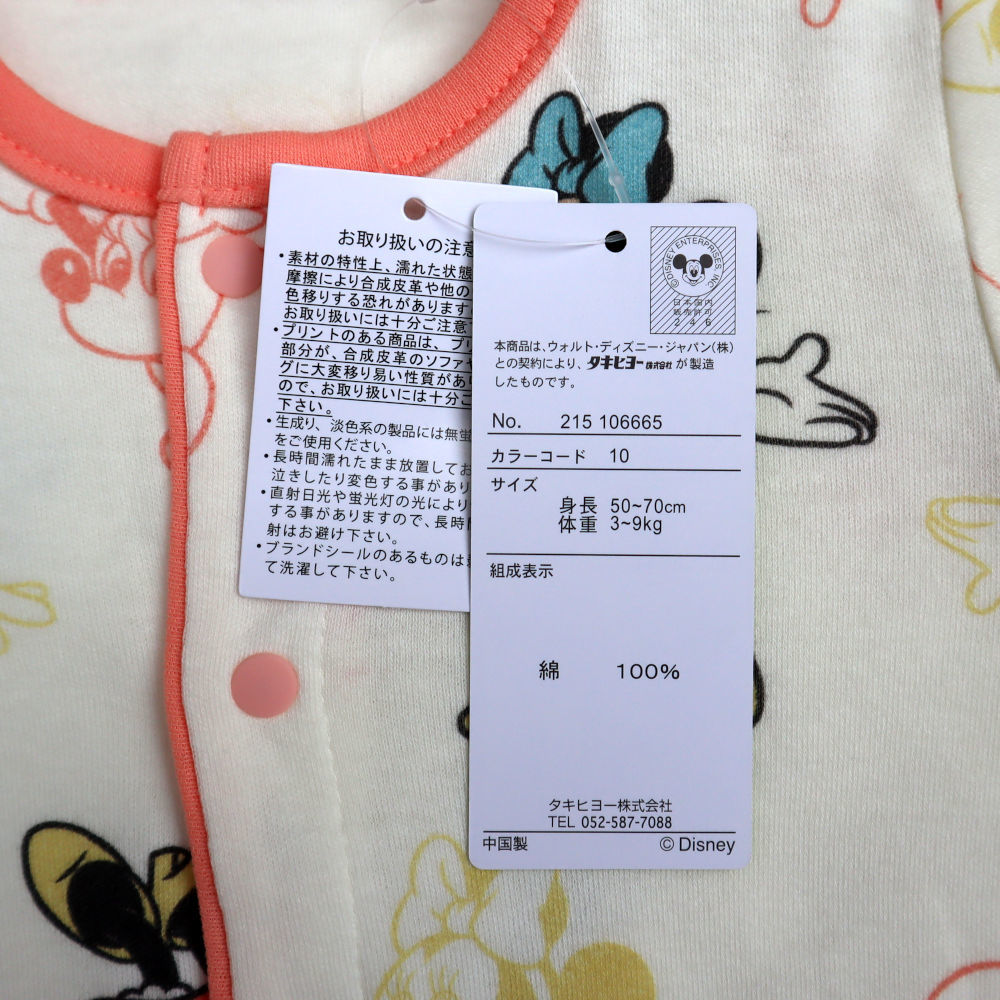 お取り扱いの注意
・素材の特性上、濡れた状態
摩擦により合成皮革や他の
色移りする恐れがあります
お取り扱いには十分ご注意
・プリントのある商品は、プリ
部分が、合成皮革のソファ
グに大変移り易い性質があり
ので、お取り扱いには十分ご
下さい。
・生成り、淡色系の製品には無蛍
をご使用ください。
・長時間濡れたまま放置してお
泣きしたり変色する事があり
・直射日光や蛍光灯の光により
する事がありますので、長時
射はお避け下さい。
・ブランドシールのあるものは
て洗濯して下さい。
©DISNEY ENTERPRISES, INC
日本国内
販売許可
246
本商品は、ウォルト・ディズニー・ジャパン(株)
との契約により、タキヒヨー株式会社が製造
したものです。
No. 215 106665
カラーコード 10
サイズ
身長 50~70cm
体重 3~9kg
組成表示
綿 100%
タキヒヨー株式会社
TEL 052-587-7088
中国製 © Disney